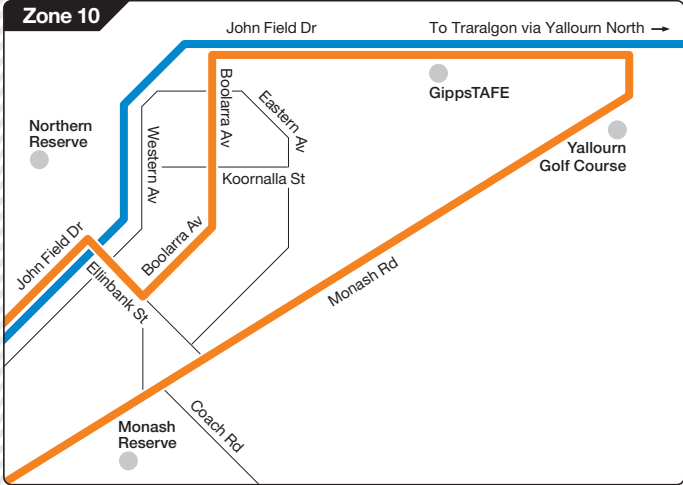 Zone 10
John Field Dr
To Traralgon via Yallourn North →
Boolarra Av
Eastern Av
GippsTAFE
Northern
Reserve
Western Av
Yallourn
Golf Course
Koornalla St
John Field Dr
Boolarra Av
Ellinbank St
Monash Rd
Coach Rd
Monash
Reserve